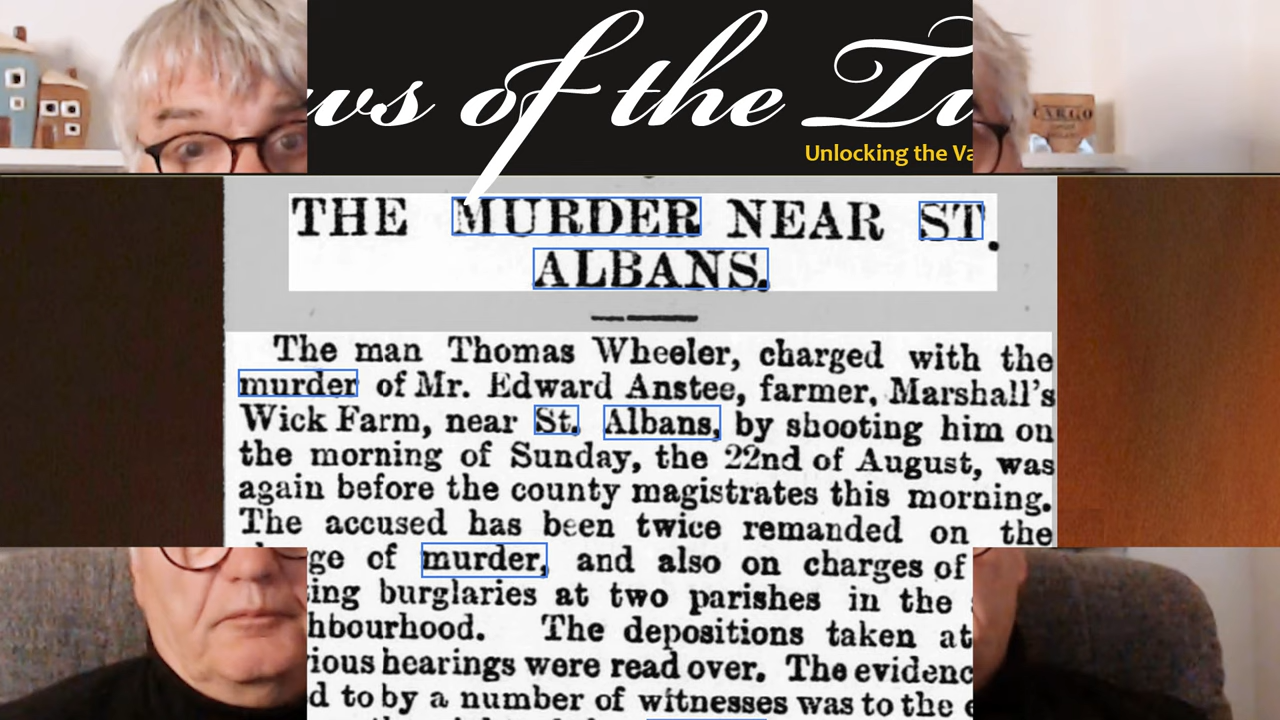 ws of the T
Unlocking the Va
CARGO
THE MURDER NEAR ST.
ALBANS.
The man Thomas Wheeler, charged with the
murder of Mr. Edward Anstee, farmer, Marshall's
Wick Farm, near St. Albans, by shooting him on
the morning of Sunday, the 22nd of August, was
again before the county magistrates this morning.
The accused has been twice remanded on the
ge of murder, and also on charges of
ing burglaries at two parishes in the
hbourhood. The depositions taken at
ious hearings were read over. The evidenc
d to by a number of witnesses was to the e